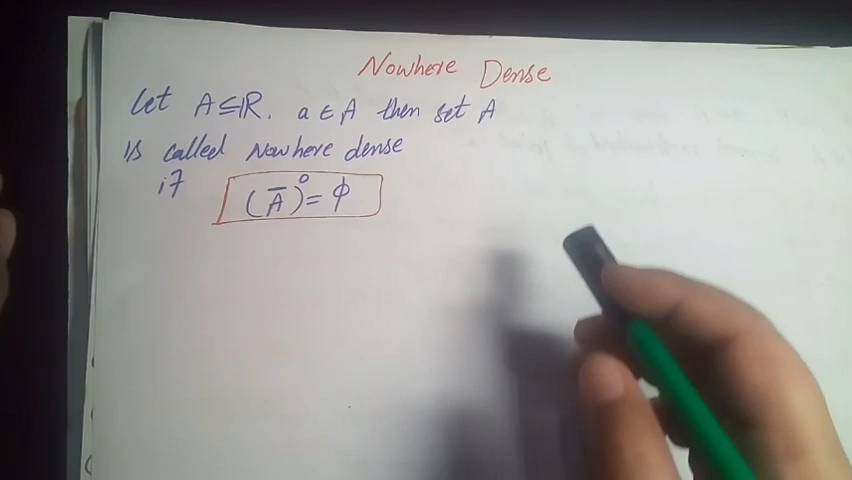 Nowhere Dense
Let A⊆ℝ. a ∈ A then set A
is called Nowhere dense
if (A̅)° = ϕ